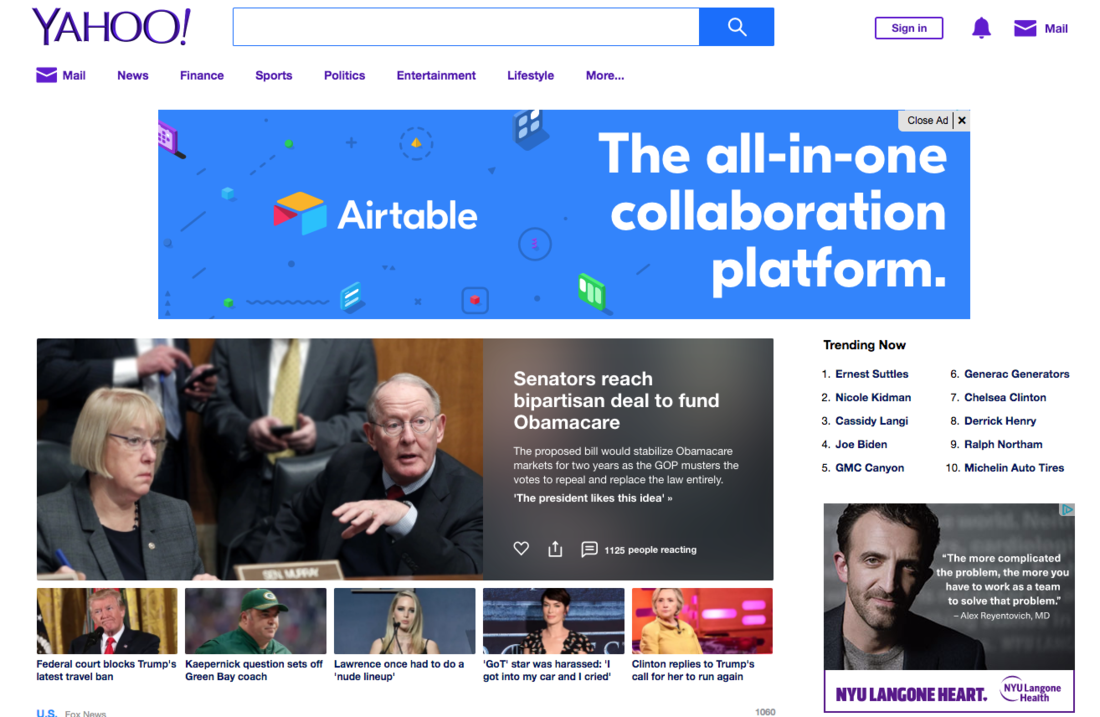 YAHOO!
Sign in
Mail
Mail News Finance Sports Politics Entertainment Lifestyle More...
Close Ad
Airtable
The all-in-one
collaboration
platform.
Senators reach
bipartisan deal to fund
Obamacare
The proposed bill would stabilize Obamacare
markets for two years as the GOP musters the
votes to repeal and replace the law entirely.
'The president likes this idea' »
1125 people reacting
SEN. MURRAY
Federal court blocks Trump's
latest travel ban
Kaepernick question sets off
Green Bay coach
Lawrence once had to do a
'nude lineup'
'GoT' star was harassed: 'I
got into my car and I cried'
Clinton replies to Trump's
call for her to run again
U.S. Fox News
1060
Trending Now
1. Ernest Suttles
2. Nicole Kidman
3. Cassidy Langi
4. Joe Biden
5. GMC Canyon
6. Generac Generators
7. Chelsea Clinton
8. Derrick Henry
9. Ralph Northam
10. Michelin Auto Tires
"The more complicated
the problem, the more you
have to work as a team
to solve that problem."
– Alex Reyentovich, MD
NYU LANGONE HEART.
NYU Langone
Health